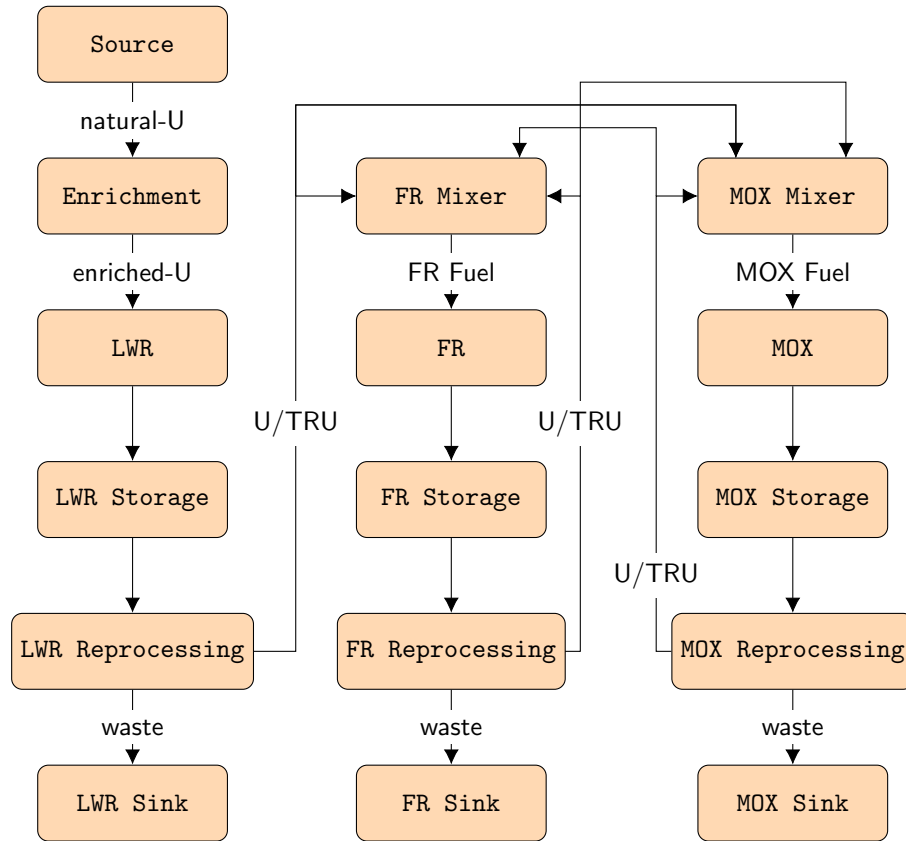 Source
natural-U
Enrichment
FR Mixer
MOX Mixer
enriched-U
FR Fuel
MOX Fuel
LWR
FR
MOX
U/TRU
U/TRU
LWR Storage
FR Storage
MOX Storage
U/TRU
LWR Reprocessing
FR Reprocessing
MOX Reprocessing
waste
waste
waste
LWR Sink
FR Sink
MOX Sink